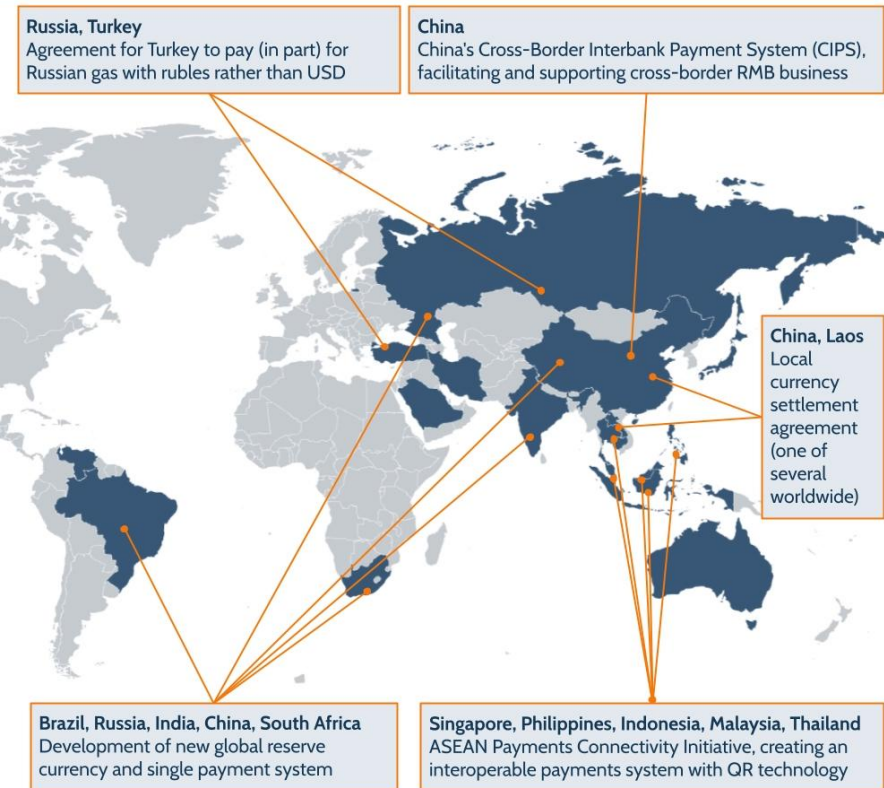 Russia, Turkey
Agreement for Turkey to pay (in part) for
Russian gas with rubles rather than USD
China
China's Cross-Border Interbank Payment System (CIPS),
facilitating and supporting cross-border RMB business
China, Laos
Local
currency
settlement
agreement
(one of
several
worldwide)
Brazil, Russia, India, China, South Africa
Development of new global reserve
currency and single payment system
Singapore, Philippines, Indonesia, Malaysia, Thailand
ASEAN Payments Connectivity Initiative, creating an
interoperable payments system with QR technology